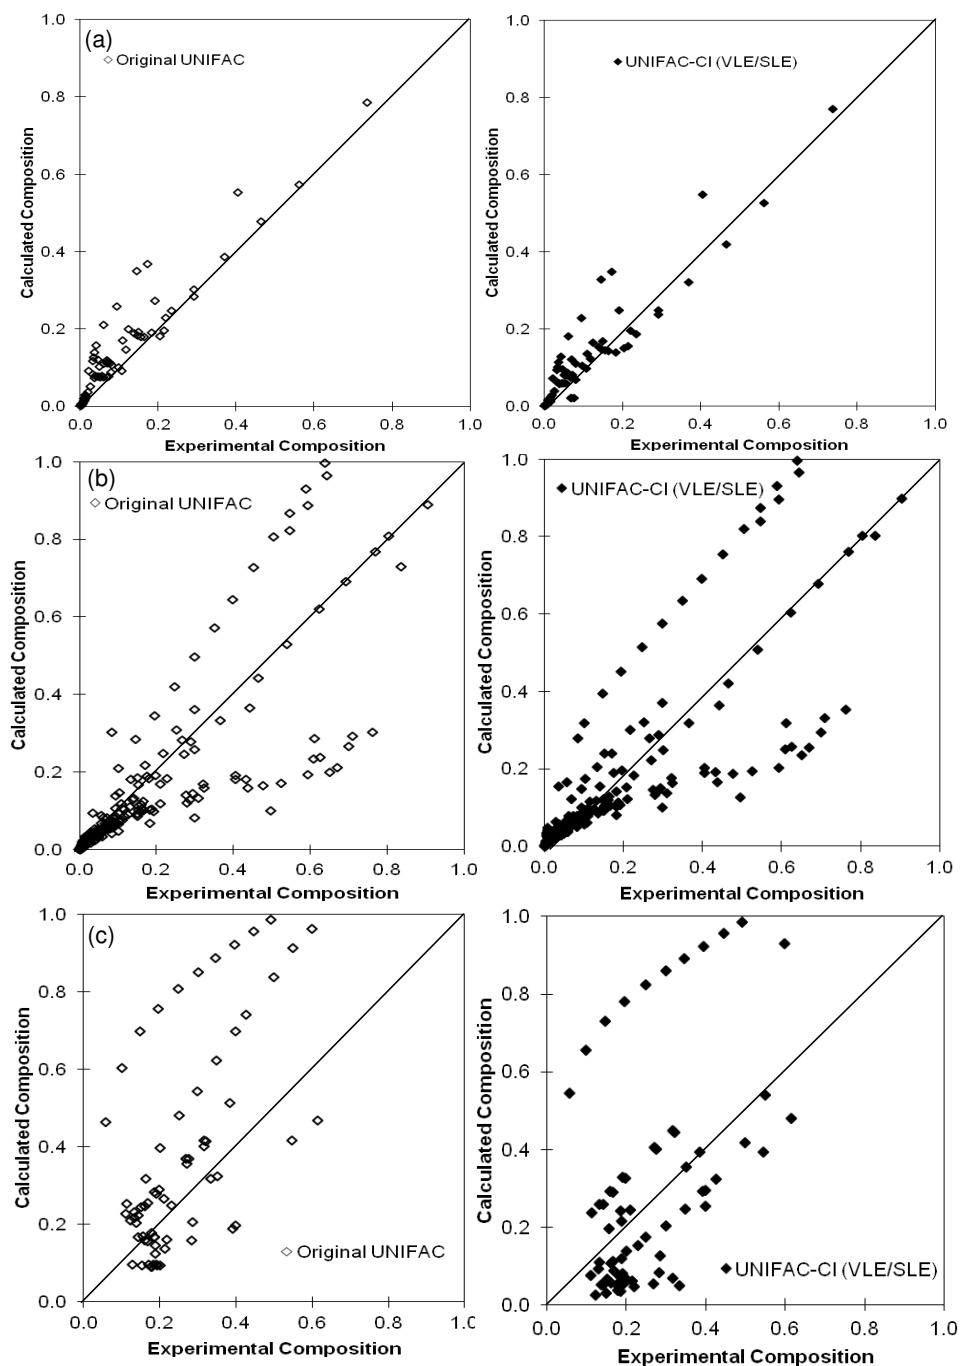 (a)
1.0
0.8
0.6
0.4
0.2
0.0
Calculated Composition
Original UNIFAC
0.0 0.2 0.4 0.6 0.8 1.0
Experimental Composition
1.0
0.8
0.6
0.4
0.2
0.0
Calculated Composition
UNIFAC-CI (VLE/SLE)
0.0 0.2 0.4 0.6 0.8 1.0
Experimental Composition
(b)
1.0
0.8
0.6
0.4
0.2
0.0
Calculated Composition
Original UNIFAC
0.0 0.2 0.4 0.6 0.8 1.0
Experimental Composition
1.0
0.8
0.6
0.4
0.2
0.0
Calculated Composition
UNIFAC-CI (VLE/SLE)
0.0 0.2 0.4 0.6 0.8 1.0
Experimental Composition
(c)
1.0
0.8
0.6
0.4
0.2
0.0
Calculated Composition
Original UNIFAC
0.0 0.2 0.4 0.6 0.8 1.0
Experimental Composition
1.0
0.8
0.6
0.4
0.2
0.0
Calculated Composition
UNIFAC-CI (VLE/SLE)
0.0 0.2 0.4 0.6 0.8 1.0
Experimental Composition